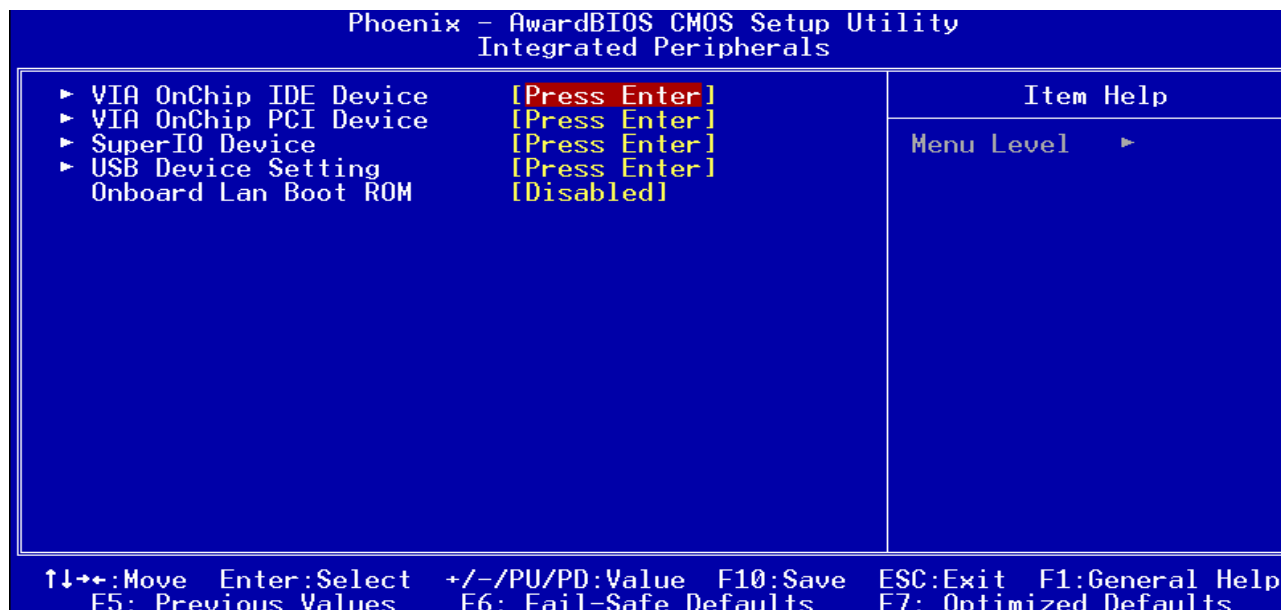 Phoenix - AwardBIOS CMOS Setup Utility
Integrated Peripherals
► VIA OnChip IDE Device [Press Enter]
► VIA OnChip PCI Device [Press Enter]
► SuperIO Device [Press Enter]
► USB Device Setting [Press Enter]
Onboard Lan Boot ROM [Disabled]
Item Help
Menu Level ►
↑↓→←:Move Enter:Select +/-/PU/PD:Value F10:Save ESC:Exit F1:General Help
F5: Previous Values F6: Fail-Safe Defaults F7: Optimized Defaults